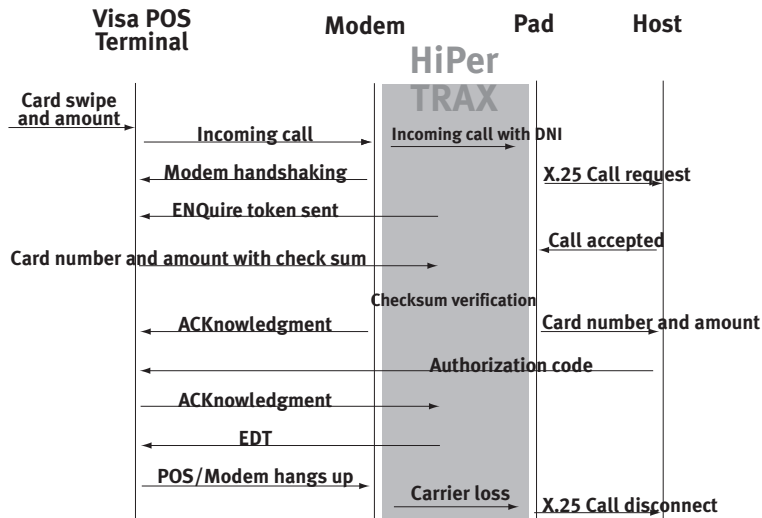 Visa POS
Terminal
Modem
Pad
Host
HiPer
TRAX
Card swipe
and amount
Incoming call
Incoming call with DNI
Modem handshaking
X.25 Call request
ENQuire token sent
Call accepted
Card number and amount with check sum
Checksum verification
ACKnowledgment
Card number and amount
Authorization code
ACKnowledgment
EDT
POS/Modem hangs up
Carrier loss
X.25 Call disconnect